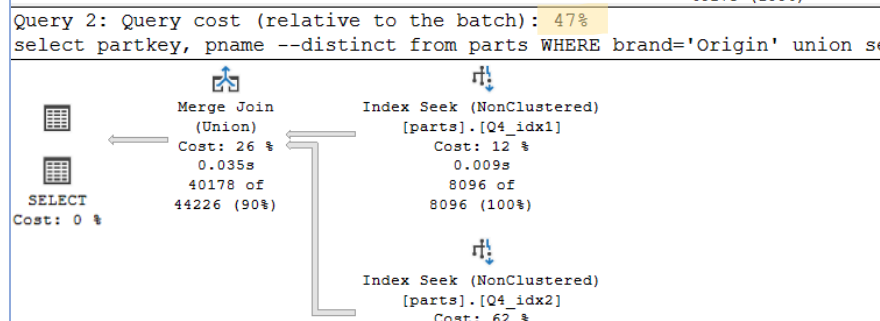 Query 2: Query cost (relative to the batch): 47%
select partkey, pname --distinct from parts WHERE brand='Origin' union se
Merge Join
(Union)
Cost: 26 %
0.035s
40178 of
44226 (90%)
Index Seek (NonClustered)
[parts].[Q4_idx1]
Cost: 12 %
0.009s
8096 of
8096 (100%)
SELECT
Cost: 0 %
Index Seek (NonClustered)
[parts].[Q4_idx2]
Cost: 62 %